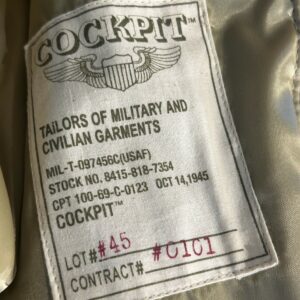 COCKPIT™
TAILORS OF MILITARY AND
CIVILIAN GARMENTS
MIL-T-097456C(USAF)
STOCK NO. 8415-818-7354
CPT 100-69-C-0123 OCT 14,1945
COCKPIT™
LOT# #45
CONTRACT# #C101